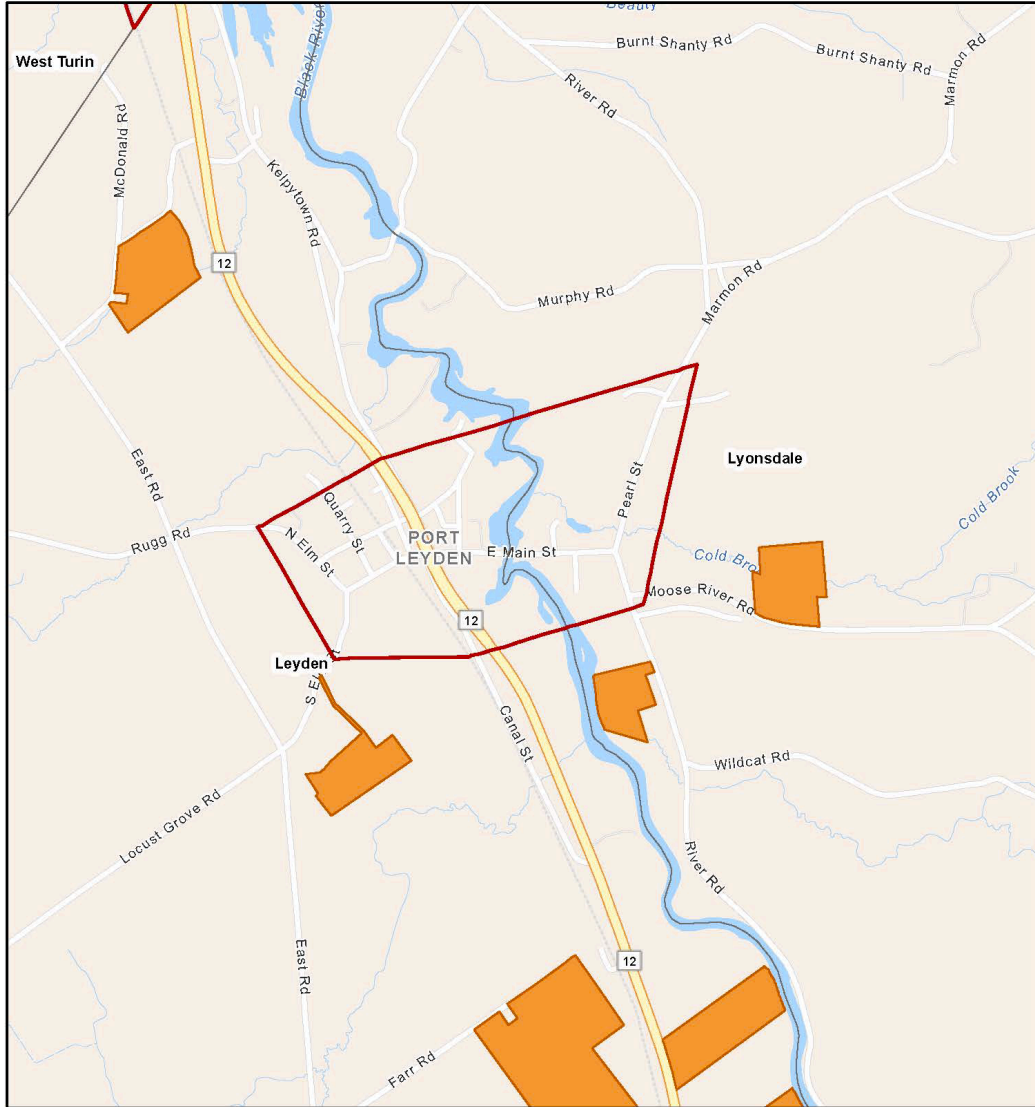 Beauty
Burnt Shanty Rd
Burnt Shanty Rd
West Turin
Black River
River Rd
Marmon Rd
McDonald Rd
Kelpytown Rd
12
Murphy Rd
Marmon Rd
East Rd
Lyonsdale
Pearl St
Cold Brook
Quarry St
Rugg Rd
N Elm St
PORT
LEYDEN
E Main St
Cold Bro
Moose River Rd
12
Leyden
S E
Canal St
Wildcat Rd
Locust Grove Rd
River Rd
East Rd
12
Farr Rd